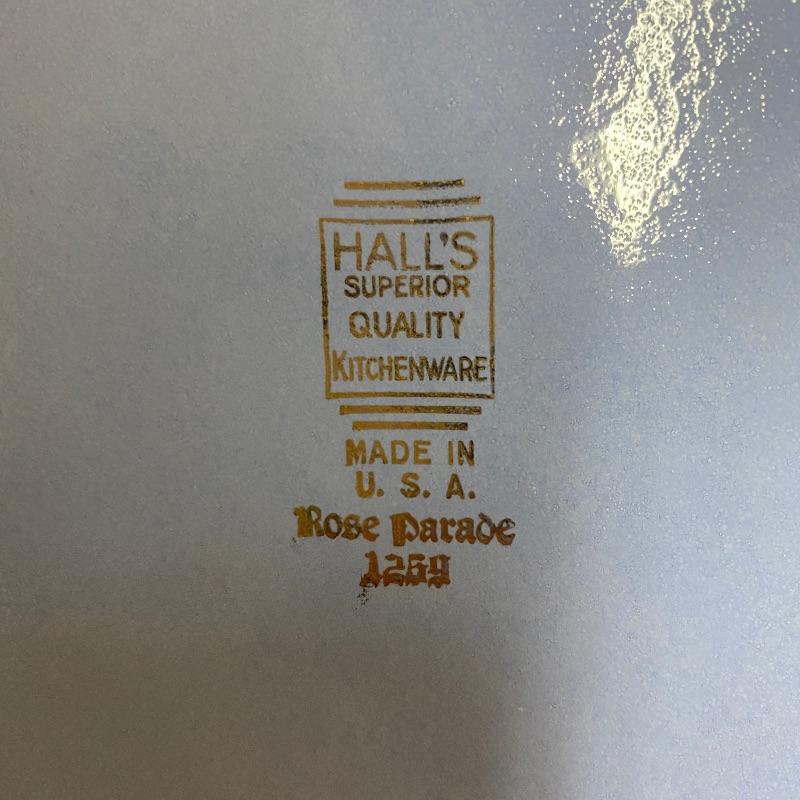 HALL'S
SUPERIOR
QUALITY
KITCHENWARE
MADE IN
U. S. A.
Rose Parade
1259